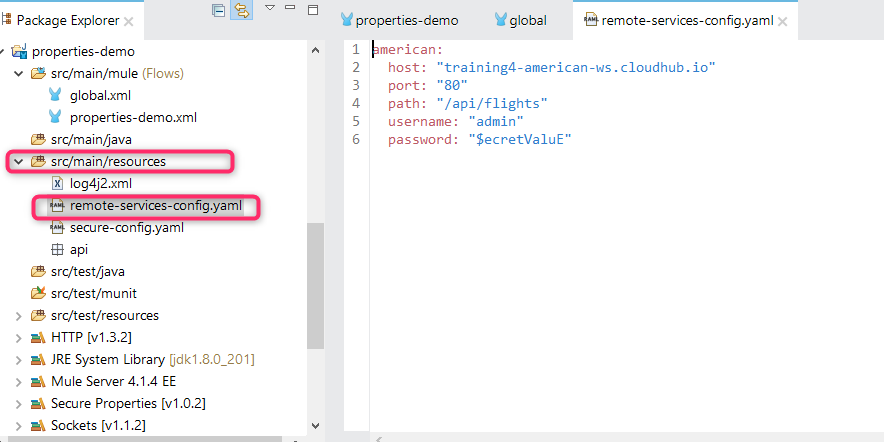 Package Explorer
properties-demo
src/main/mule (Flows)
global.xml
properties-demo.xml
src/main/java
src/main/resources
log4j2.xml
RAML remote-services-config.yaml
RAML secure-config.yaml
api
src/test/java
src/test/munit
src/test/resources
HTTP [v1.3.2]
JRE System Library [jdk1.8.0_201]
Mule Server 4.1.4 EE
Secure Properties [v1.0.2]
Sockets [v1.1.2]
properties-demo
global
RAML remote-services-config.yaml
1 american:
2 host: "training4-american-ws.cloudhub.io"
3 port: "80"
4 path: "/api/flights"
5 username: "admin"
6 password: "$ecretValuE"